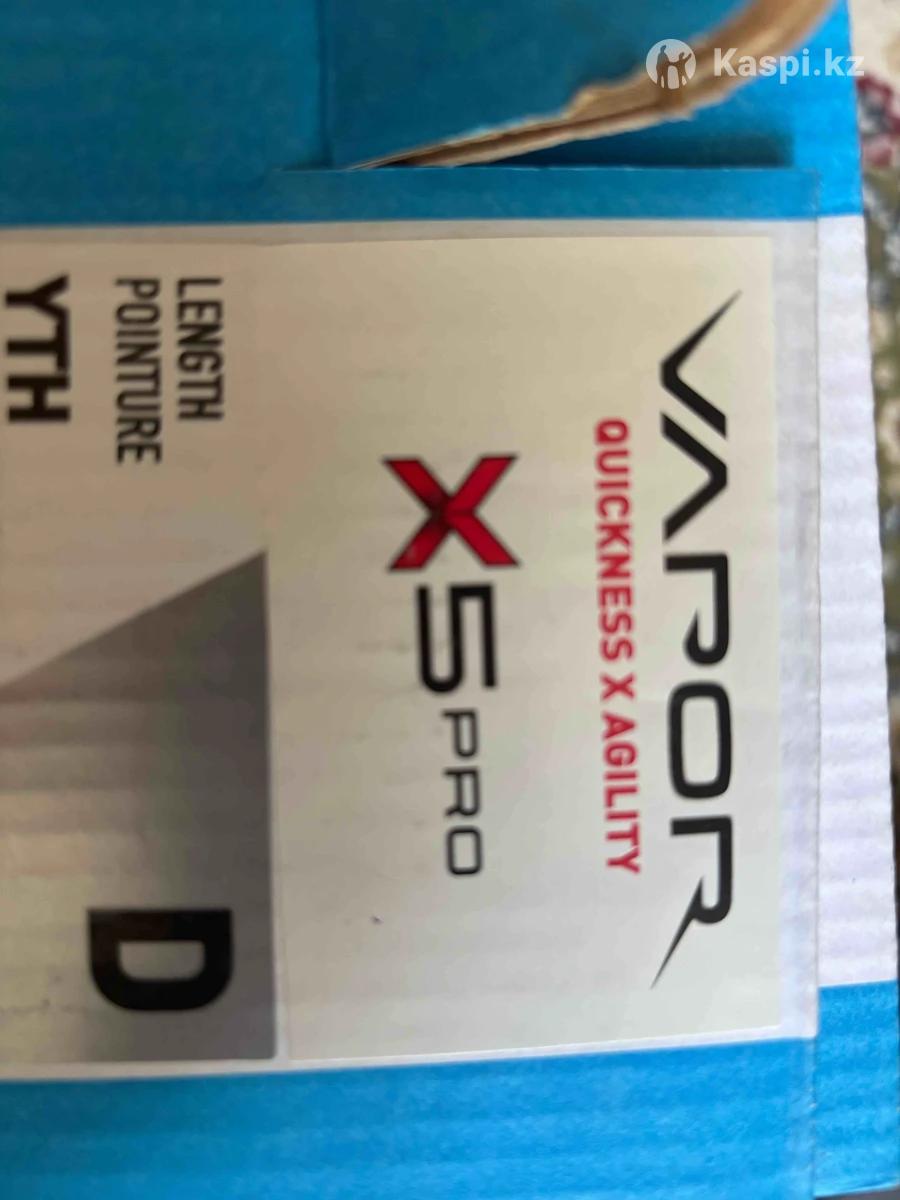 Kaspi.kz
VAPOR
QUICKNESS X AGILITY
X5 PRO
LENGTH
POINTURE
YTH
D